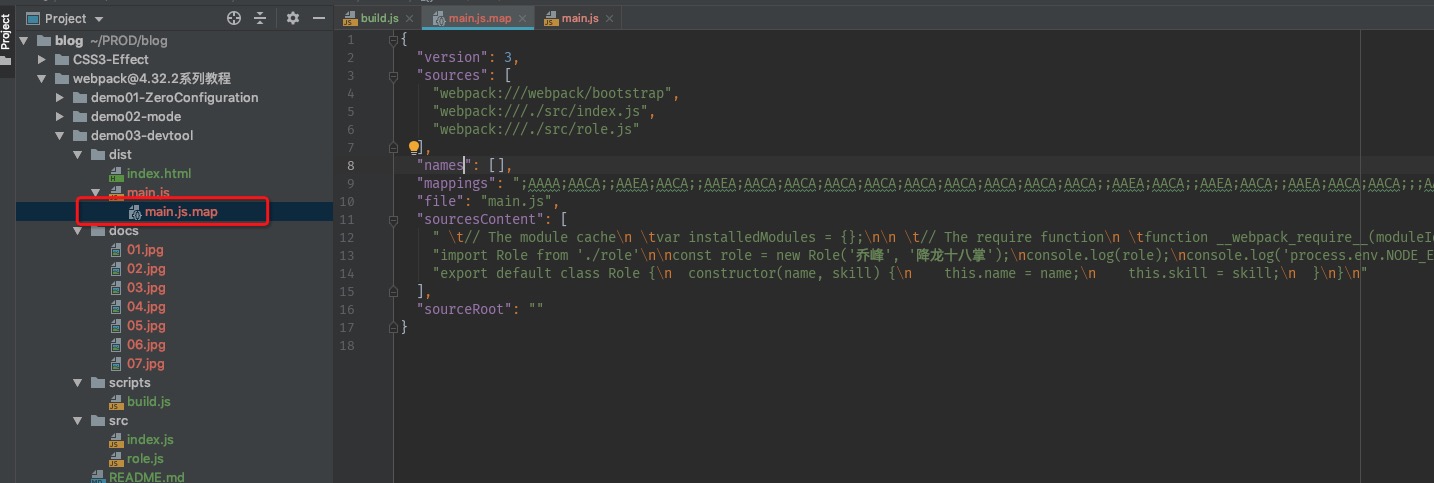 Project
Project
build.js
main.js.map
main.js
blog ~/PROD/blog
CSS3-Effect
webpack@4.32.2系列教程
demo01-ZeroConfiguration
demo02-mode
demo03-devtool
dist
index.html
main.js
main.js.map
docs
01.jpg
02.jpg
03.jpg
04.jpg
05.jpg
06.jpg
07.jpg
scripts
build.js
src
index.js
role.js
README.md
1 {
2 "version": 3,
3 "sources": [
4 "webpack:///webpack/bootstrap",
5 "webpack:///./src/index.js",
6 "webpack:///./src/role.js"
7 ],
8 "names": [],
9 "mappings": ";AAAA;AACA;;AAEA;AACA;;AAEA;AACA;AACA;AACA;AACA;AACA;AACA;AACA;AACA;AACA;;AAEA;AACA;;AAEA;AACA;;AAEA;AACA;AACA;;;AA
10 "file": "main.js",
11 "sourcesContent": [
12 " \t// The module cache\n \tvar installedModules = {};\n\n \t// The require function\n \tfunction __webpack_require__(moduleId
13 "import Role from './role'\n\nconst role = new Role('乔峰', '降龙十八掌');\nconsole.log(role);\nconsole.log('process.env.NODE_E
14 "export default class Role {\n constructor(name, skill) {\n this.name = name;\n this.skill = skill;\n }\n}\n"
15 ],
16 "sourceRoot": ""
17 }
18